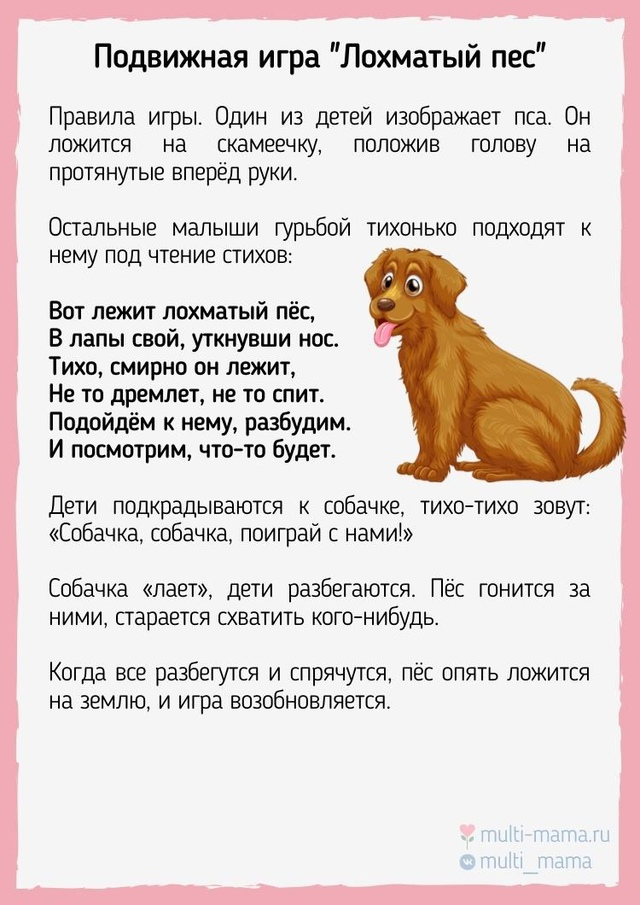 Подвижная игра "Лохматый пес"
Правила игры. Один из детей изображает пса. Он
ложится на скамеечку, положив голову на
протянутые вперёд руки.
Остальные малыши гурьбой тихонько подходят к
нему под чтение стихов:
Вот лежит лохматый пёс,
В лапы свой, уткнувши нос.
Тихо, смирно он лежит,
Не то дремлет, не то спит.
Подойдём к нему, разбудим.
И посмотрим, что-то будет.
Дети подкрадываются к собачке, тихо-тихо зовут:
«Собачка, собачка, поиграй с нами!»
Собачка «лает», дети разбегаются. Пёс гонится за
ними, старается схватить кого-нибудь.
Когда все разбегутся и спрячутся, пёс опять ложится
на землю, и игра возобновляется.
multi-mama.ru
multi_mama